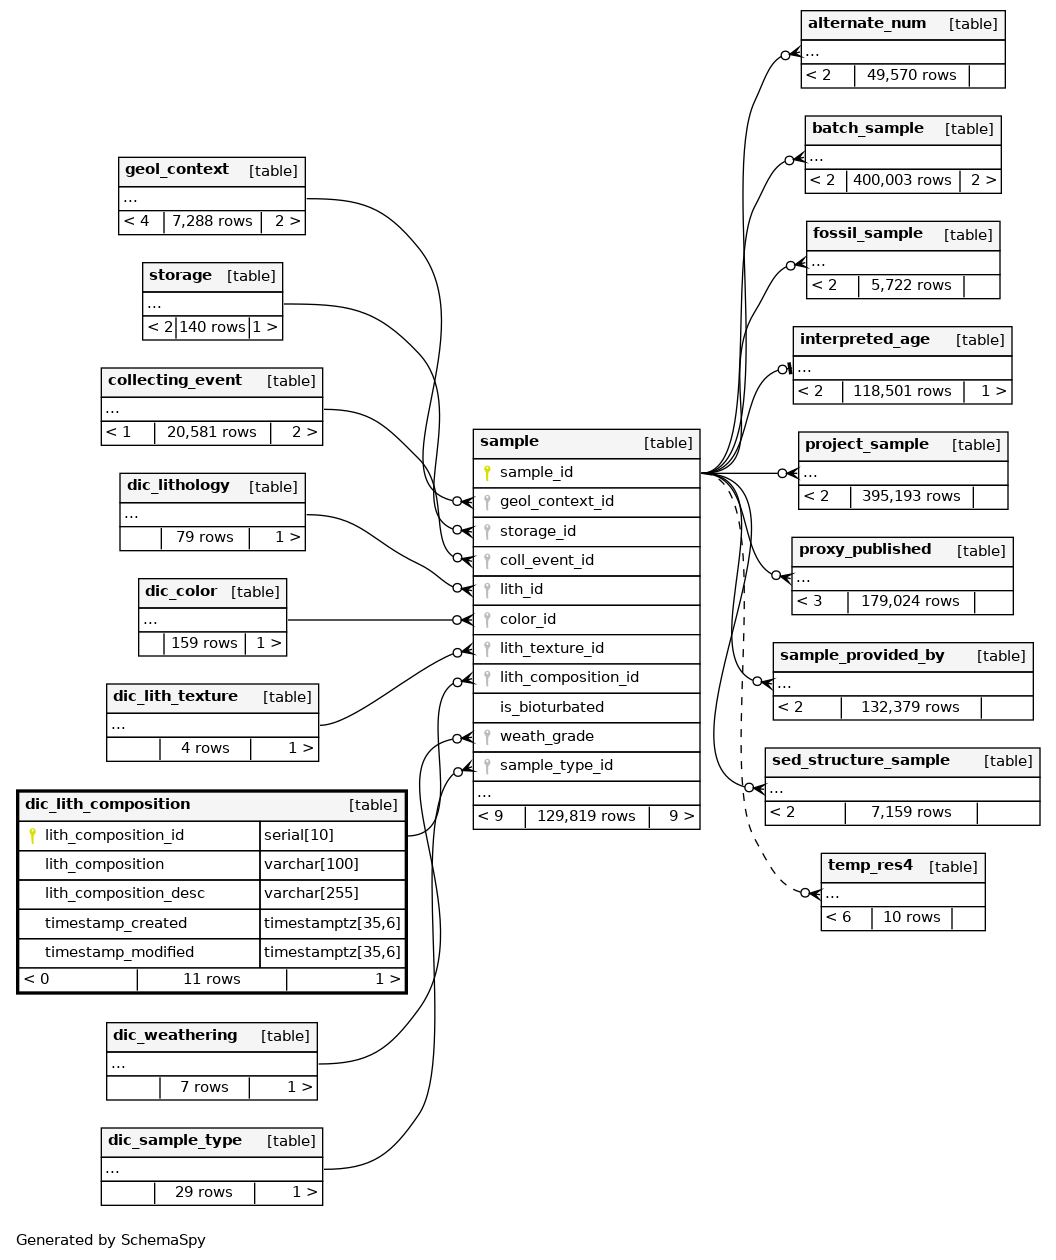 alternate_num [table]
...
< 2 49,570 rows
batch_sample [table]
...
< 2 400,003 rows 2 >
geol_context [table]
...
< 4 7,288 rows 2 >
fossil_sample [table]
...
< 2 5,722 rows
storage [table]
...
< 2 140 rows 1 >
interpreted_age [table]
...
< 2 118,501 rows 1 >
collecting_event [table]
...
< 1 20,581 rows 2 >
project_sample [table]
...
< 2 395,193 rows
sample [table]
sample_id
geol_context_id
storage_id
coll_event_id
lith_id
color_id
lith_texture_id
lith_composition_id
is_bioturbated
weath_grade
sample_type_id
...
< 9 129,819 rows 9 >
dic_lithology [table]
...
79 rows 1 >
proxy_published [table]
...
< 3 179,024 rows
dic_color [table]
...
159 rows 1 >
sample_provided_by [table]
...
< 2 132,379 rows
dic_lith_texture [table]
...
4 rows 1 >
sed_structure_sample [table]
...
< 2 7,159 rows
dic_lith_composition [table]
lith_composition_id serial[10]
lith_composition varchar[100]
lith_composition_desc varchar[255]
timestamp_created timestamptz[35,6]
timestamp_modified timestamptz[35,6]
< 0 11 rows 1 >
temp_res4 [table]
...
< 6 10 rows
dic_weathering [table]
...
7 rows 1 >
dic_sample_type [table]
...
29 rows 1 >
Generated by SchemaSpy